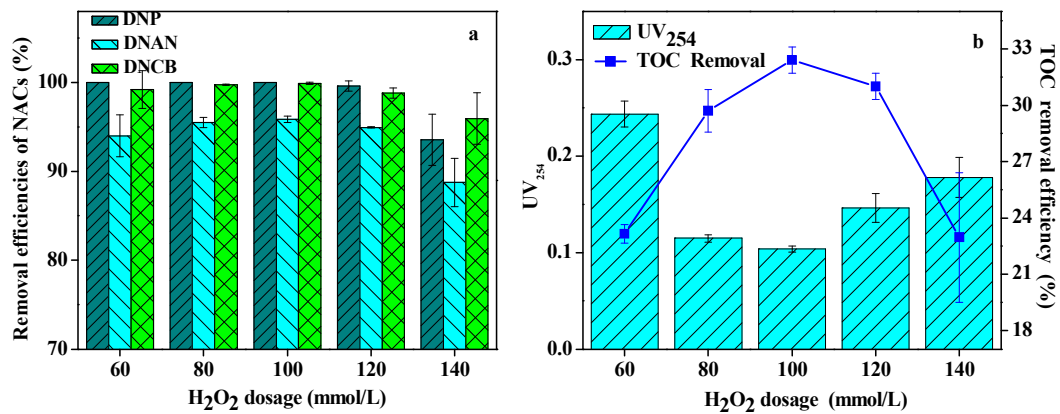 DNP
DNAN
DNCB
a
Removal efficiencies of NACs (%)
100
90
80
70
60 80 100 120 140
H2O2 dosage (mmol/L)
UV254
TOC Removal
b
UV254
0.3
0.2
0.1
0.0
60 80 100 120 140
H2O2 dosage (mmol/L)
33
30
27
24
21
18
TOC removal efficiency (%)